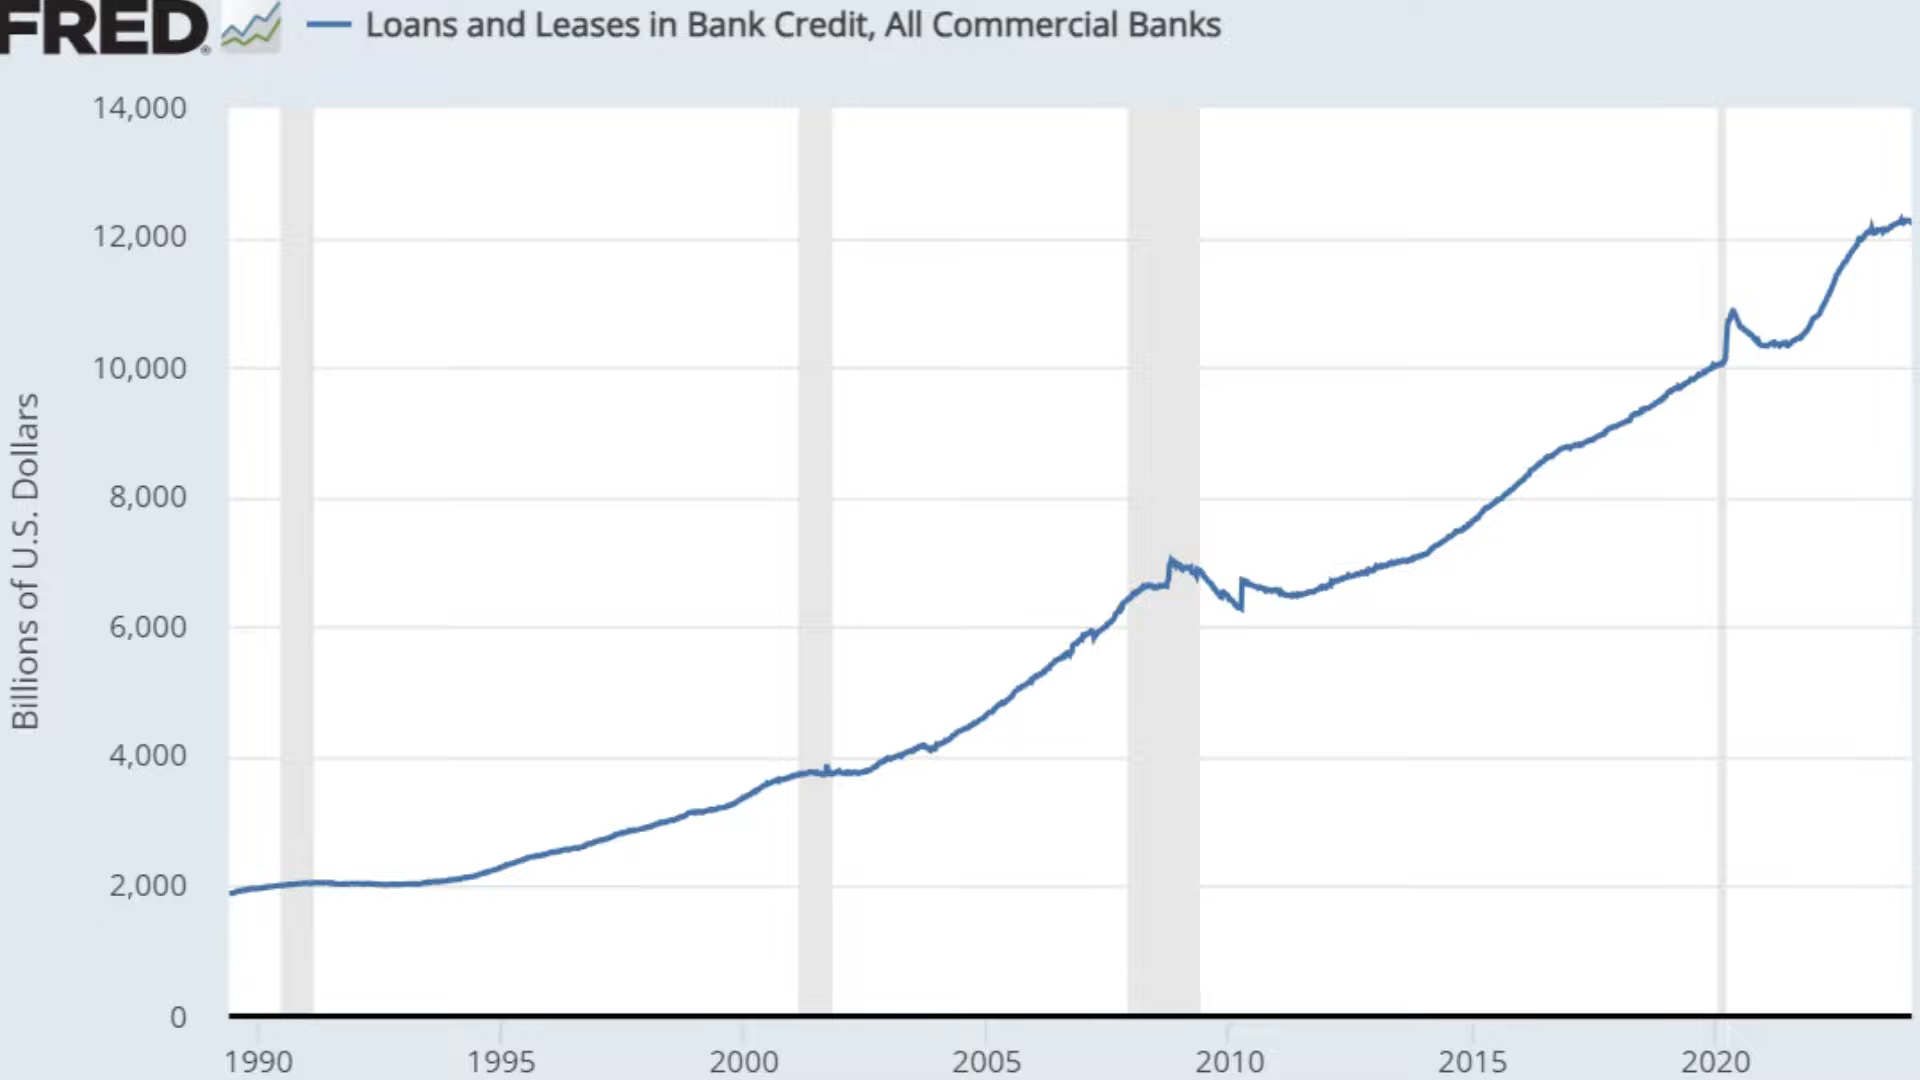 FRED®
Loans and Leases in Bank Credit, All Commercial Banks
Billions of U.S. Dollars
14,000
12,000
10,000
8,000
6,000
4,000
2,000
0
1990 1995 2000 2005 2010 2015 2020